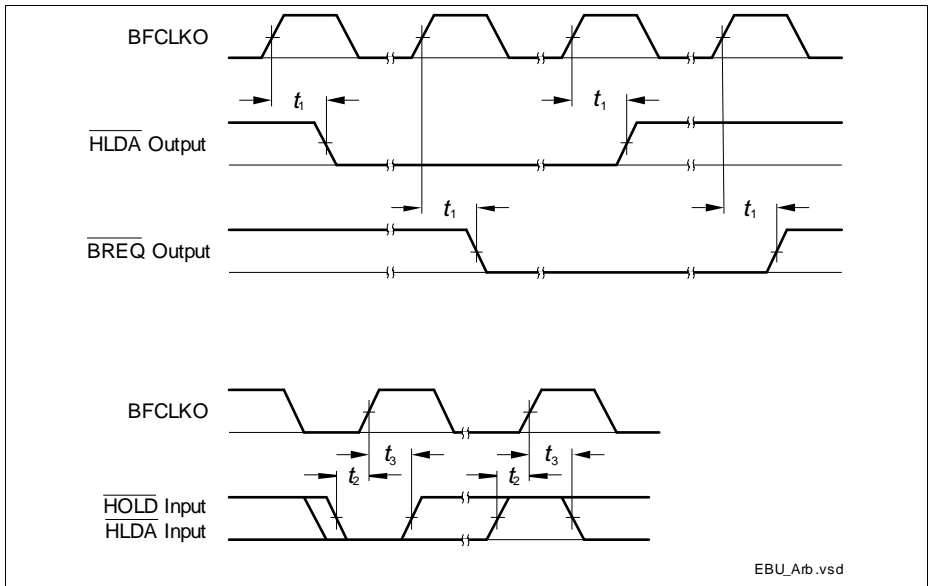 BFCLKO
t1 t1
HLDA Output
t1 t1
BREQ Output
BFCLKO
t3 t3
t2 t2
HOLD Input
HLDA Input
EBU_Arb.vsd